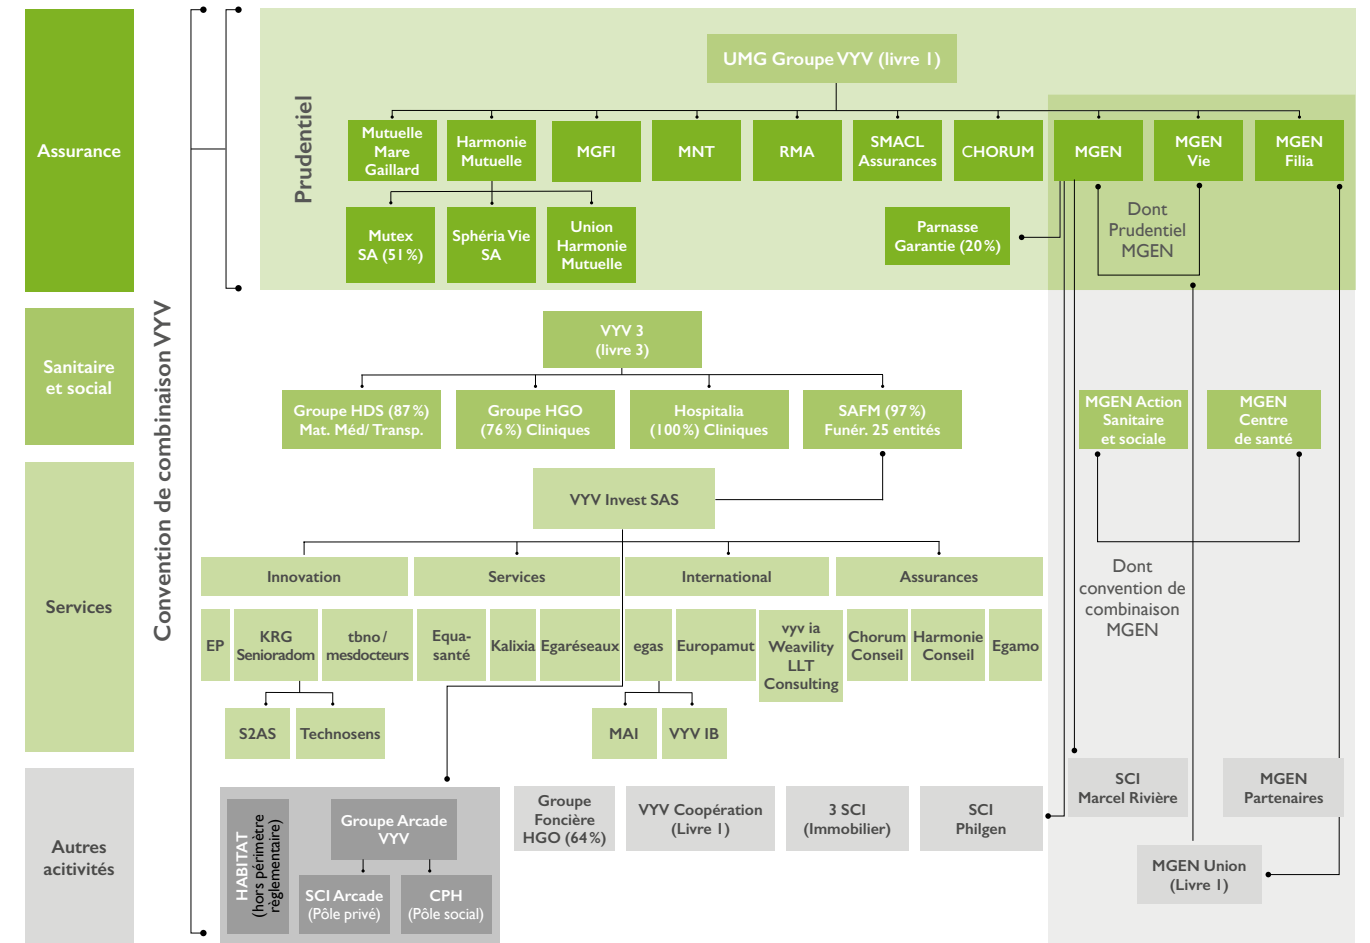 Assurance
Sanitaire
et social
Services
Autres
acitivités
Convention de combinaison VYV
Prudentiel
UMG Groupe VYV (livre 1)
Mutuelle
Mare
Gaillard
Harmonie
Mutuelle
MGFI
MNT
RMA
SMACL
Assurances
CHORUM
MGEN
MGEN
Vie
MGEN
Filia
Mutex
SA (51 %)
Sphéria Vie
SA
Union
Harmonie
Mutuelle
Parnasse
Garantie (20 %)
Dont
Prudentiel
MGEN
VYV 3
(livre 3)
Groupe HDS (87 %)
Mat. Méd/ Transp.
Groupe HGO
(76 %) Cliniques
Hospitalia
(100 %) Cliniques
SAFM (97 %)
Funér. 25 entités
MGEN Action
Sanitaire
et sociale
MGEN
Centre
de santé
VYV Invest SAS
Innovation
Services
International
Assurances
Dont
convention de
combinaison
MGEN
EP
KRG
Senioradom
tbno /
mesdocteurs
Equa-
santé
Kalixia
Egaréseaux
egas
Europamut
vyv ia
Weavility
LLT
Consulting
Chorum
Conseil
Harmonie
Conseil
Egamo
S2AS
Technosens
MAI
VYV IB
HABITAT
(hors périmètre
règlementaire)
Groupe Arcade
VYV
SCI Arcade
(Pôle privé)
CPH
(Pôle social)
Groupe
Foncière
HGO (64 %)
VYV Coopération
(Livre 1)
3 SCI
(Immobilier)
SCI
Philgen
SCI
Marcel Rivière
MGEN
Partenaires
MGEN Union
(Livre 1)